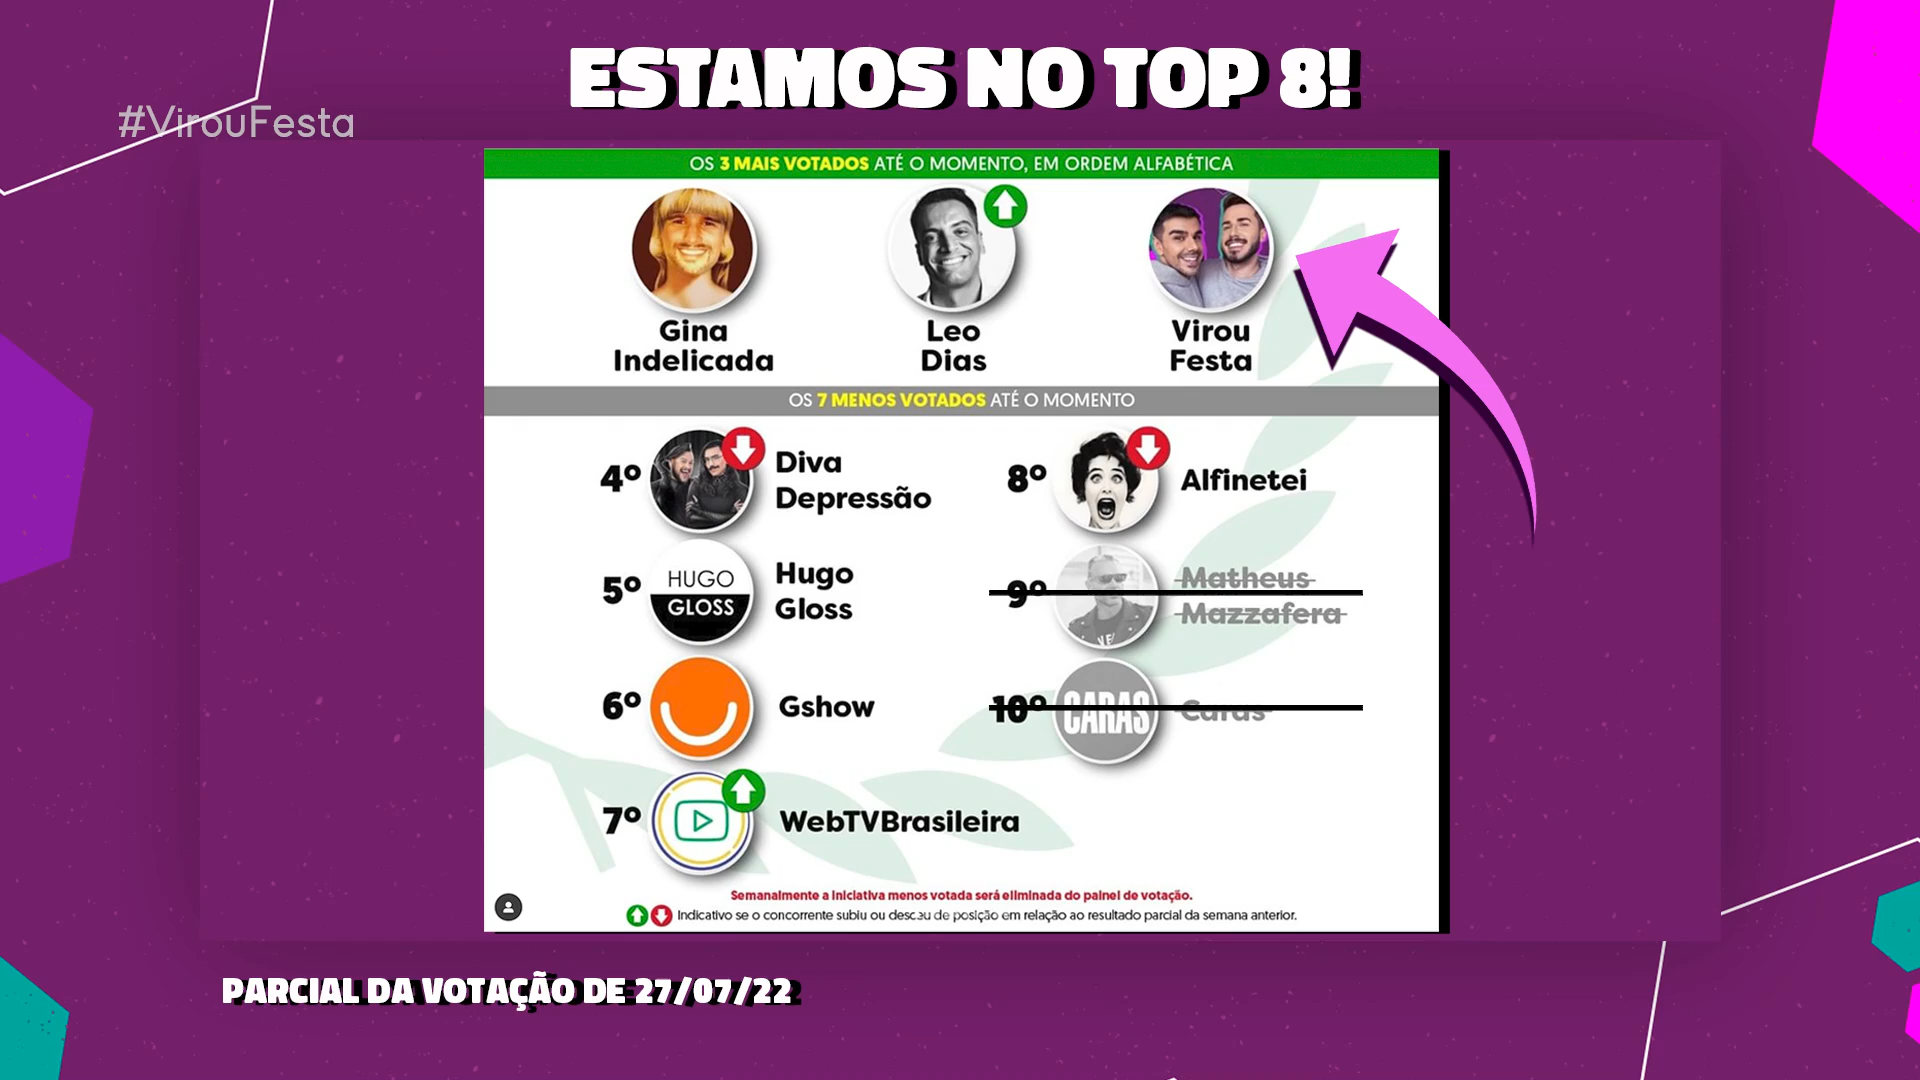 ESTAMOS NO TOP 8!
#VirouFesta
OS 3 MAIS VOTADOS ATÉ O MOMENTO, EM ORDEM ALFABÉTICA
Gina
Indelicada
Leo
Dias
Virou
Festa
OS 7 MENOS VOTADOS ATÉ O MOMENTO
4º
Diva
Depressão
5º
HUGO
GLOSS
Hugo
Gloss
6º
Gshow
7º
WebTVBrasileira
8º
Alfinetei
9º
Matheus
Mazzafera
10º
CARAS
Caras
Semanalmente a iniciativa menos votada será eliminada do painel de votação.
Indicativo se o concorrente subiu ou desceu de posição em relação ao resultado parcial da semana anterior.
PARCIAL DA VOTAÇÃO DE 27/07/22